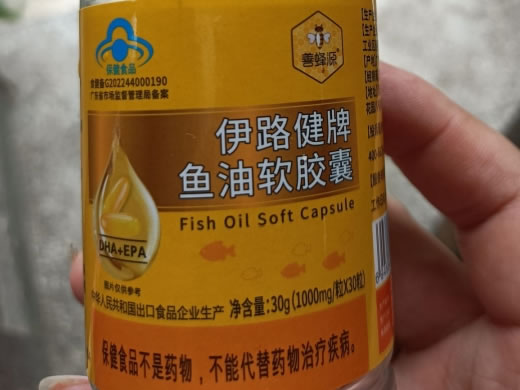 保健食品
食健备G202244000190
广东省市场监督管理局备案
善蜂源
伊路健牌
鱼油软胶囊
Fish Oil Soft Capsule
DHA+EPA
图片仅供参考
中华人民共和国出口食品企业生产
净含量:30g(1000mg/粒X30粒)
保健食品不是药物，不能代替药物治疗疾病。